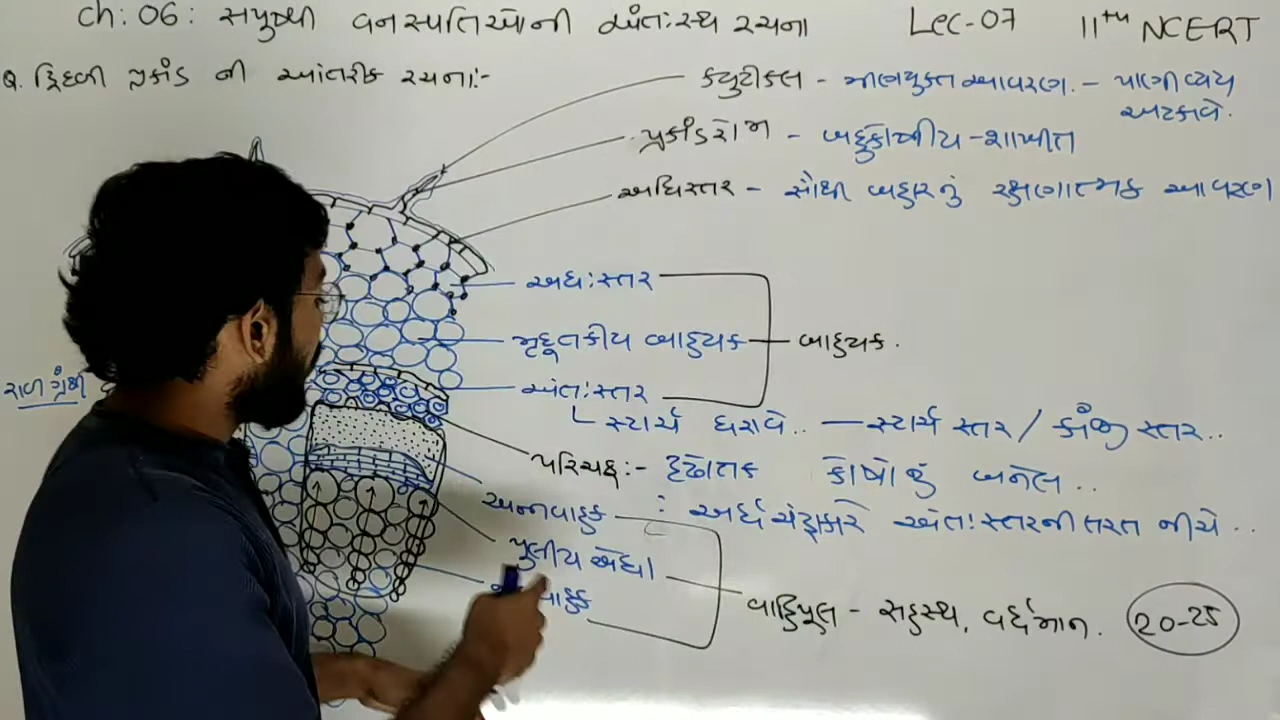 Ch: 06: સપુષ્પી વનસ્પતિઓની અંત:સ્થ રચના Lec-07 11ᵗʰ NCERT
Q. દ્વિદળી પ્રકાંડ ની આંતરીક રચના:-
ક્યુટીકલ - મીણયુક્ત આવરણ. - પાણી વ્યય અટકાવે.
પ્રકાંડરોમ - બહુકોષીય-શાખીત
અધિસ્તર - સૌથી બહારનું રક્ષણાત્મક આવરણ
અધ:સ્તર
મૃદૂતકીય બાહ્યક
બાહ્યક.
રાળ ગ્રંથી
અંત:સ્તર
સ્ટાર્ચ ધરાવે.. — સ્ટાર્ચ સ્તર / કાંજી સ્તર..
પરિચક્ર:- દ્રઢોતક કોષોનું બનેલ..
: અર્ધચંદ્રાકારે અંત:સ્તરની તરત નીચે..
અન્નવાહક
પુલીય એધા
વાહક
વાહિપૂલ - સહસ્થ, વર્દ્ધમાન. 20-25